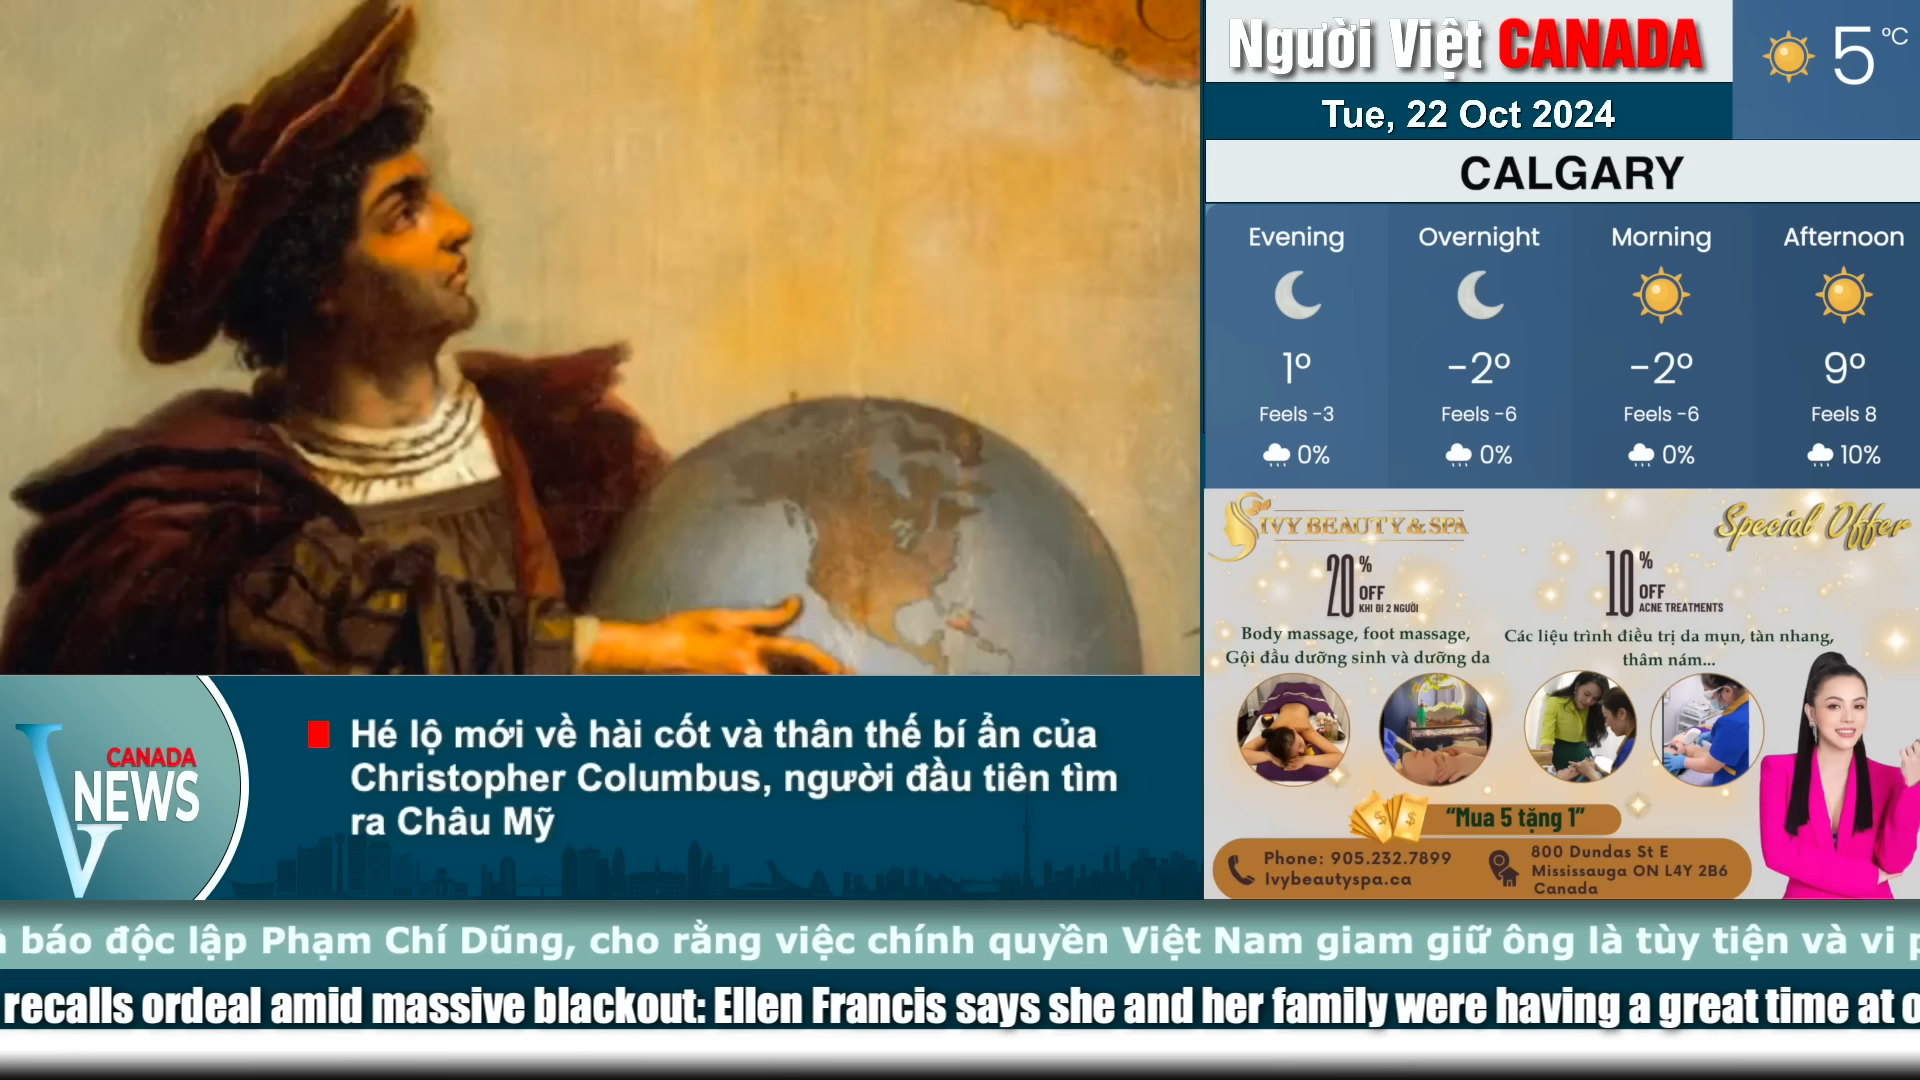 Người Việt CANADA
5 ºC
Tue, 22 Oct 2024
CALGARY
Evening Overnight Morning Afternoon
1º -2º -2º 9º
Feels -3 Feels -6 Feels -6 Feels 8
0% 0% 0% 10%
IVY BEAUTY & SPA
Special Offer
20% OFF
KHI ĐI 2 NGƯỜI
Body massage, foot massage,
Gội đầu dưỡng sinh và dưỡng da
10% OFF
ACNE TREATMENTS
Các liệu trình điều trị da mụn, tàn nhang,
thâm nám...
"Mua 5 tặng 1"
Phone: 905.232.7899
Ivybeautyspa.ca
800 Dundas St E
Mississauga ON L4Y 2B6
Canada
V CANADA
NEWS
Hé lộ mới về hài cốt và thân thế bí ẩn của
Christopher Columbus, người đầu tiên tìm
ra Châu Mỹ
báo độc lập Phạm Chí Dũng, cho rằng việc chính quyền Việt Nam giam giữ ông là tùy tiện và vi
recalls ordeal amid massive blackout: Ellen Francis says she and her family were having a great time at